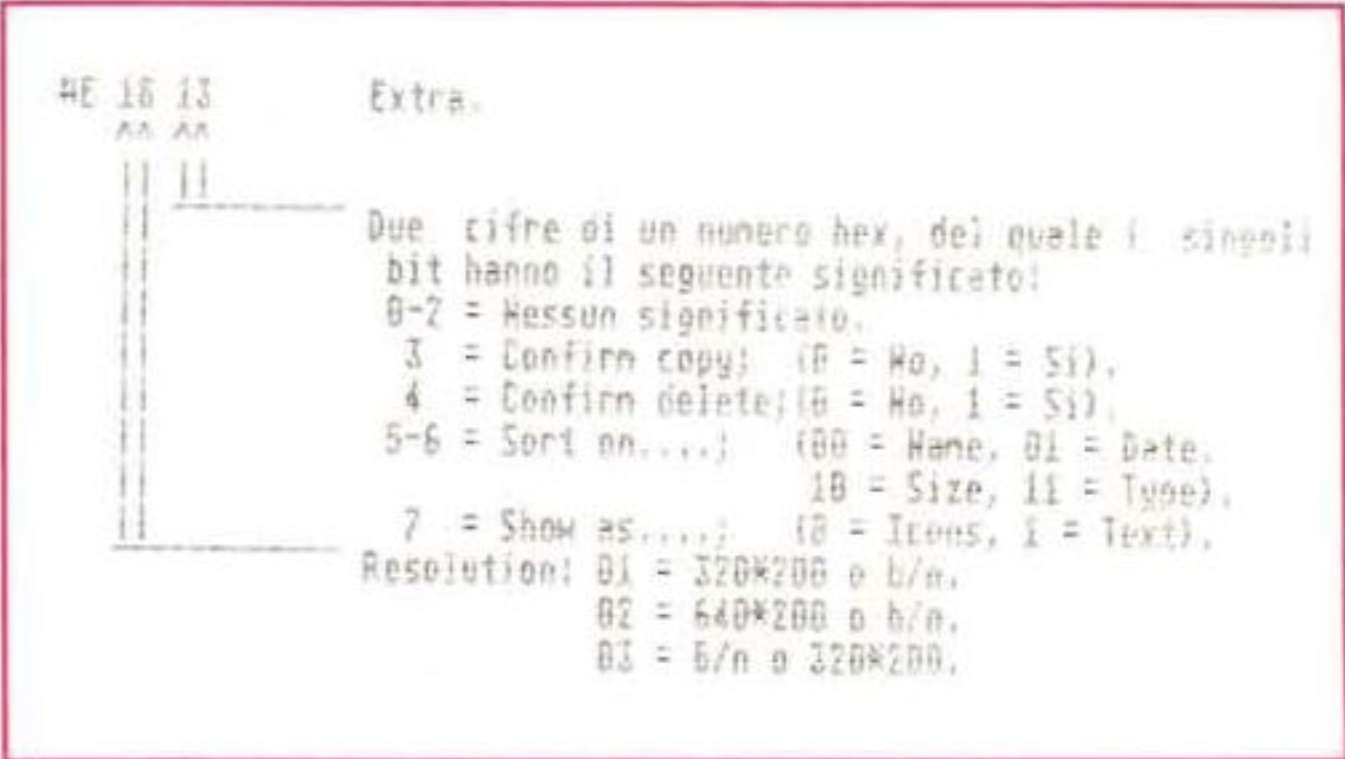 #E 18 13 Extra.
^^ ^^
Due cifre di un numero hex, del quale i singoli
bit hanno il seguente significato:
0-2 = Nessun significato.
3 = Confirm copy; (0 = No, 1 = Si).
4 = Confirm delete;(0 = No, 1 = Si).
5-6 = Sort on....; (00 = Name, 01 = Date.
10 = Size, 11 = Type).
7 = Show as....; (0 = Icons, 1 = Text).
Resolution: 01 = 320*200 o b/n.
02 = 640*200 o b/n.
03 = b/n o 320*200.